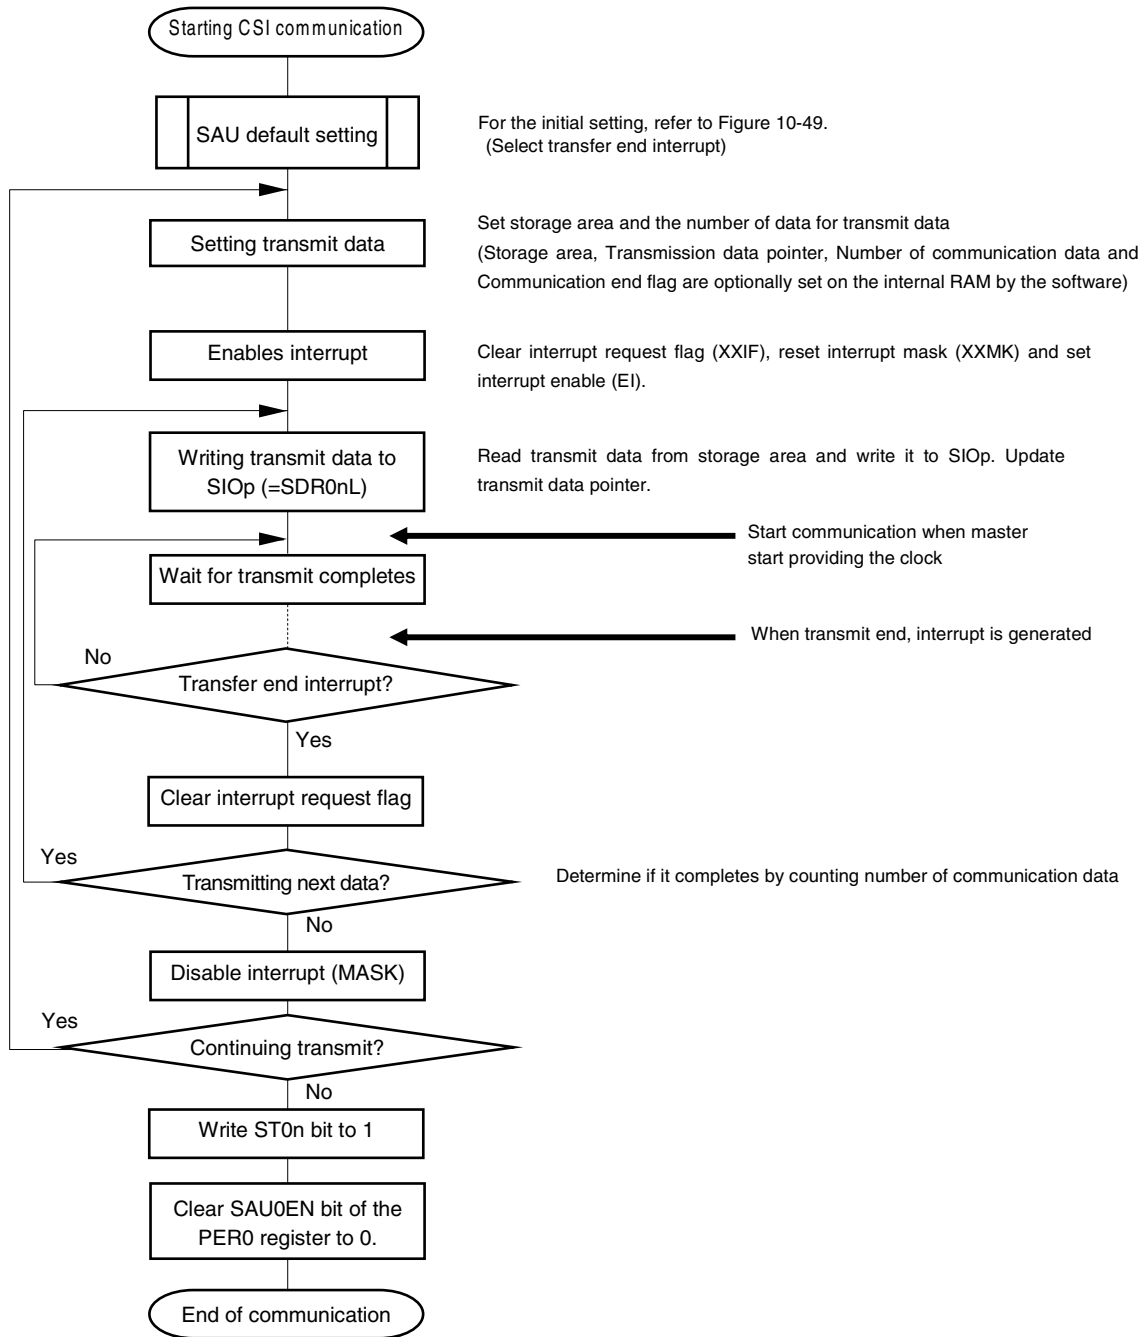 Starting CSI communication
SAU default setting
For the initial setting, refer to Figure 10-49.
(Select transfer end interrupt)
Setting transmit data
Set storage area and the number of data for transmit data
(Storage area, Transmission data pointer, Number of communication data and
Communication end flag are optionally set on the internal RAM by the software)
Enables interrupt
Clear interrupt request flag (XXIF), reset interrupt mask (XXMK) and set
interrupt enable (EI).
Writing transmit data to
SIOp (=SDR0nL)
Read transmit data from storage area and write it to SIOp. Update
transmit data pointer.
Start communication when master
start providing the clock
Wait for transmit completes
When transmit end, interrupt is generated
No
Transfer end interrupt?
Yes
Clear interrupt request flag
Yes
Transmitting next data?
Determine if it completes by counting number of communication data
No
Disable interrupt (MASK)
Yes
Continuing transmit?
No
Write ST0n bit to 1
Clear SAU0EN bit of the
PER0 register to 0.
End of communication